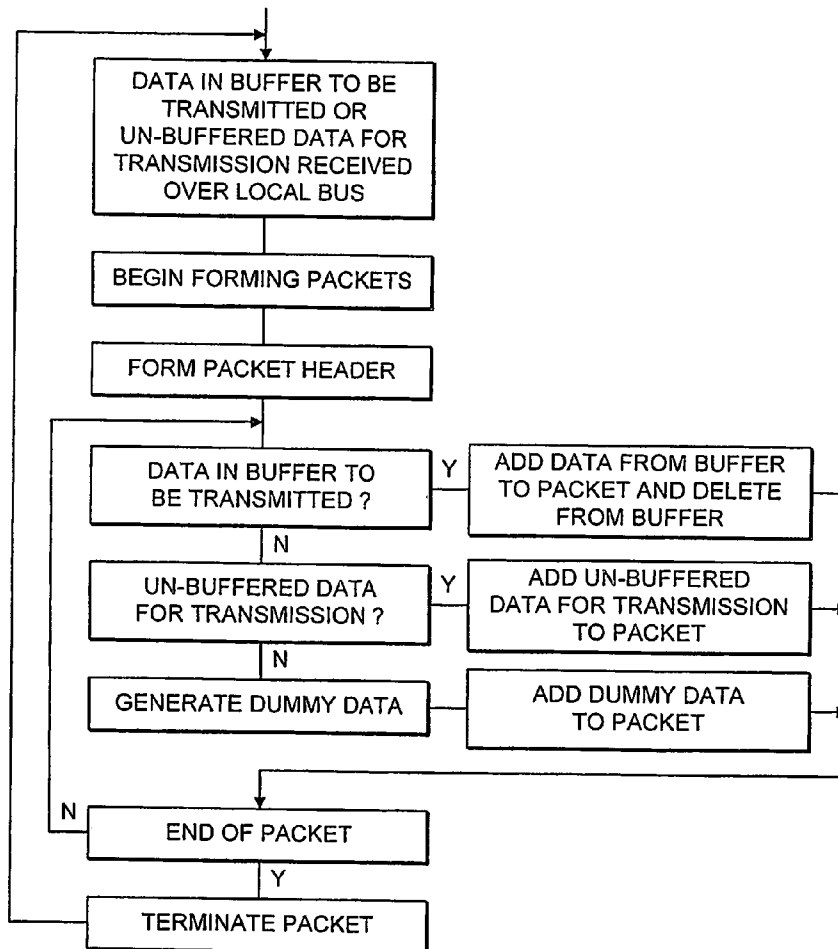 DATA IN BUFFER TO BE
TRANSMITTED OR
UN-BUFFERED DATA FOR
TRANSMISSION RECEIVED
OVER LOCAL BUS
BEGIN FORMING PACKETS
FORM PACKET HEADER
DATA IN BUFFER TO
BE TRANSMITTED ?
Y
ADD DATA FROM BUFFER
TO PACKET AND DELETE
FROM BUFFER
N
UN-BUFFERED DATA
FOR TRANSMISSION ?
Y
ADD UN-BUFFERED
DATA FOR TRANSMISSION
TO PACKET
N
GENERATE DUMMY DATA
ADD DUMMY DATA
TO PACKET
N
END OF PACKET
Y
TERMINATE PACKET